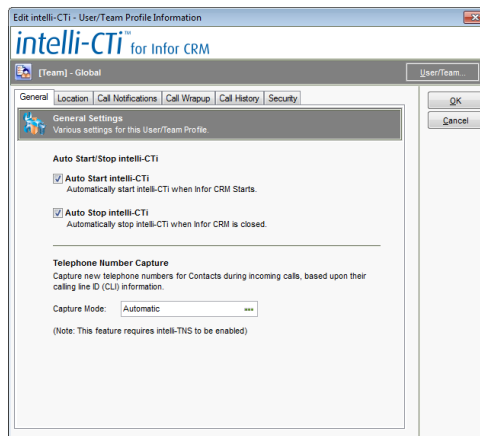 Edit intelli-CTi - User/Team Profile Information
intelli-CTi™ for Infor CRM
[Team] - Global
User/Team...
General Location Call Notifications Call Wrapup Call History Security
OK
Cancel
General Settings
Various settings for this User/Team Profile.
Auto Start/Stop intelli-CTi
Auto Start intelli-CTi
Automatically start intelli-CTi when Infor CRM Starts.
Auto Stop intelli-CTi
Automatically stop intelli-CTi when Infor CRM is closed.
Telephone Number Capture
Capture new telephone numbers for Contacts during incoming calls, based upon their
calling line ID (CLI) information.
Capture Mode: Automatic
(Note: This feature requires intelli-TNS to be enabled)